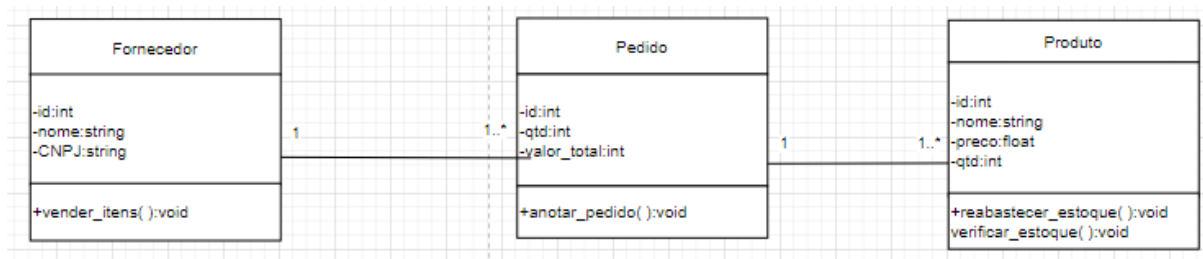 Fornecedor
-id:int
-nome:string
-CNPJ:string
+vender_itens( ):void
1
1..*
Pedido
-id:int
-qtd:int
-valor_total:int
+anotar_pedido( ):void
1
1..*
Produto
-id:int
-nome:string
-preco:float
-qtd:int
+reabastecer_estoque( ):void
verificar_estoque( ):void